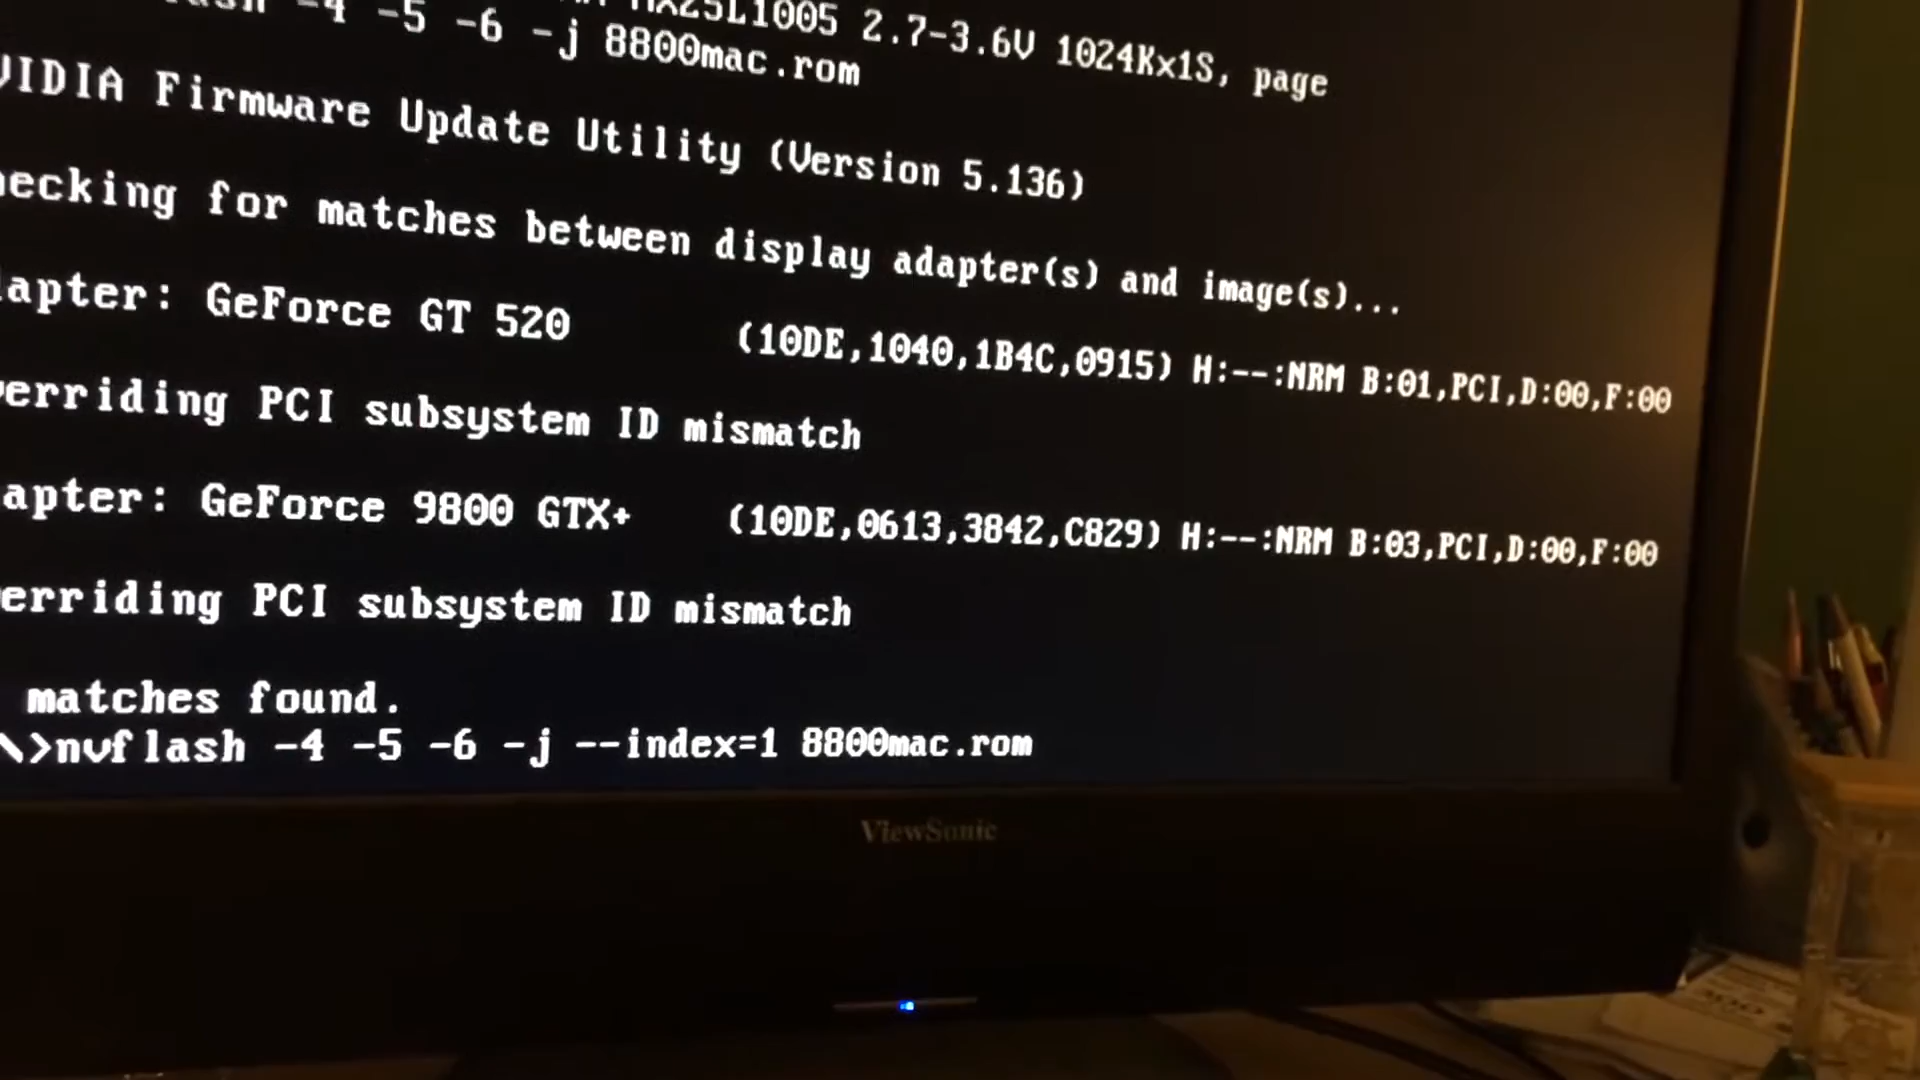 -4 -5 -6 -j 8800mac.rom
MX25L1005 2.7-3.6V 1024Kx1S, page
VIDIA Firmware Update Utility (Version 5.136)
ecking for matches between display adapter(s) and image(s)...
apter: GeForce GT 520 (10DE,1040,1B4C,0915) H:--:NRM B:01,PCI,D:00,F:00
erriding PCI subsystem ID mismatch
apter: GeForce 9800 GTX+ (10DE,0613,3842,C829) H:--:NRM B:03,PCI,D:00,F:00
erriding PCI subsystem ID mismatch
matches found.
\>nvflash -4 -5 -6 -j --index=1 8800mac.rom
ViewSonic